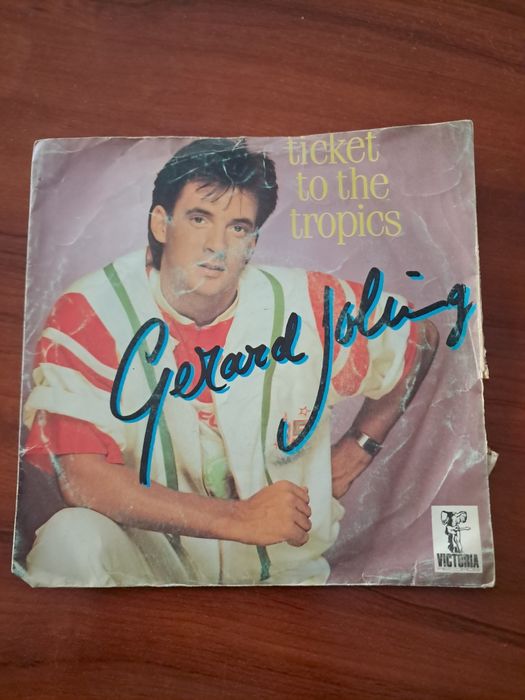 ticket
to the
tropics
Gerard Joling
VICTORIA